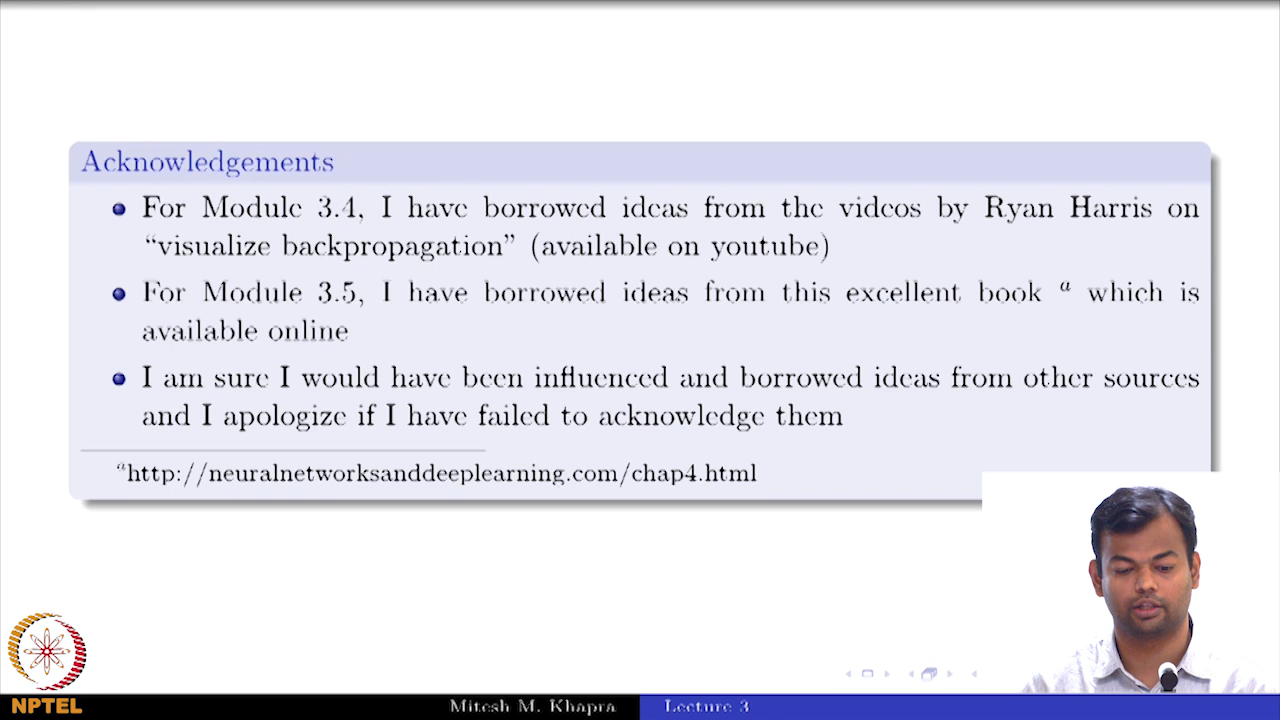 Acknowledgements
For Module 3.4, I have borrowed ideas from the videos by Ryan Harris on
“visualize backpropagation” (available on youtube)
For Module 3.5, I have borrowed ideas from this excellent book a which is
available online
I am sure I would have been influenced and borrowed ideas from other sources
and I apologize if I have failed to acknowledge them
ahttp://neuralnetworksanddeeplearning.com/chap4.html
NPTEL
Mitesh M. Khapra Lecture 3